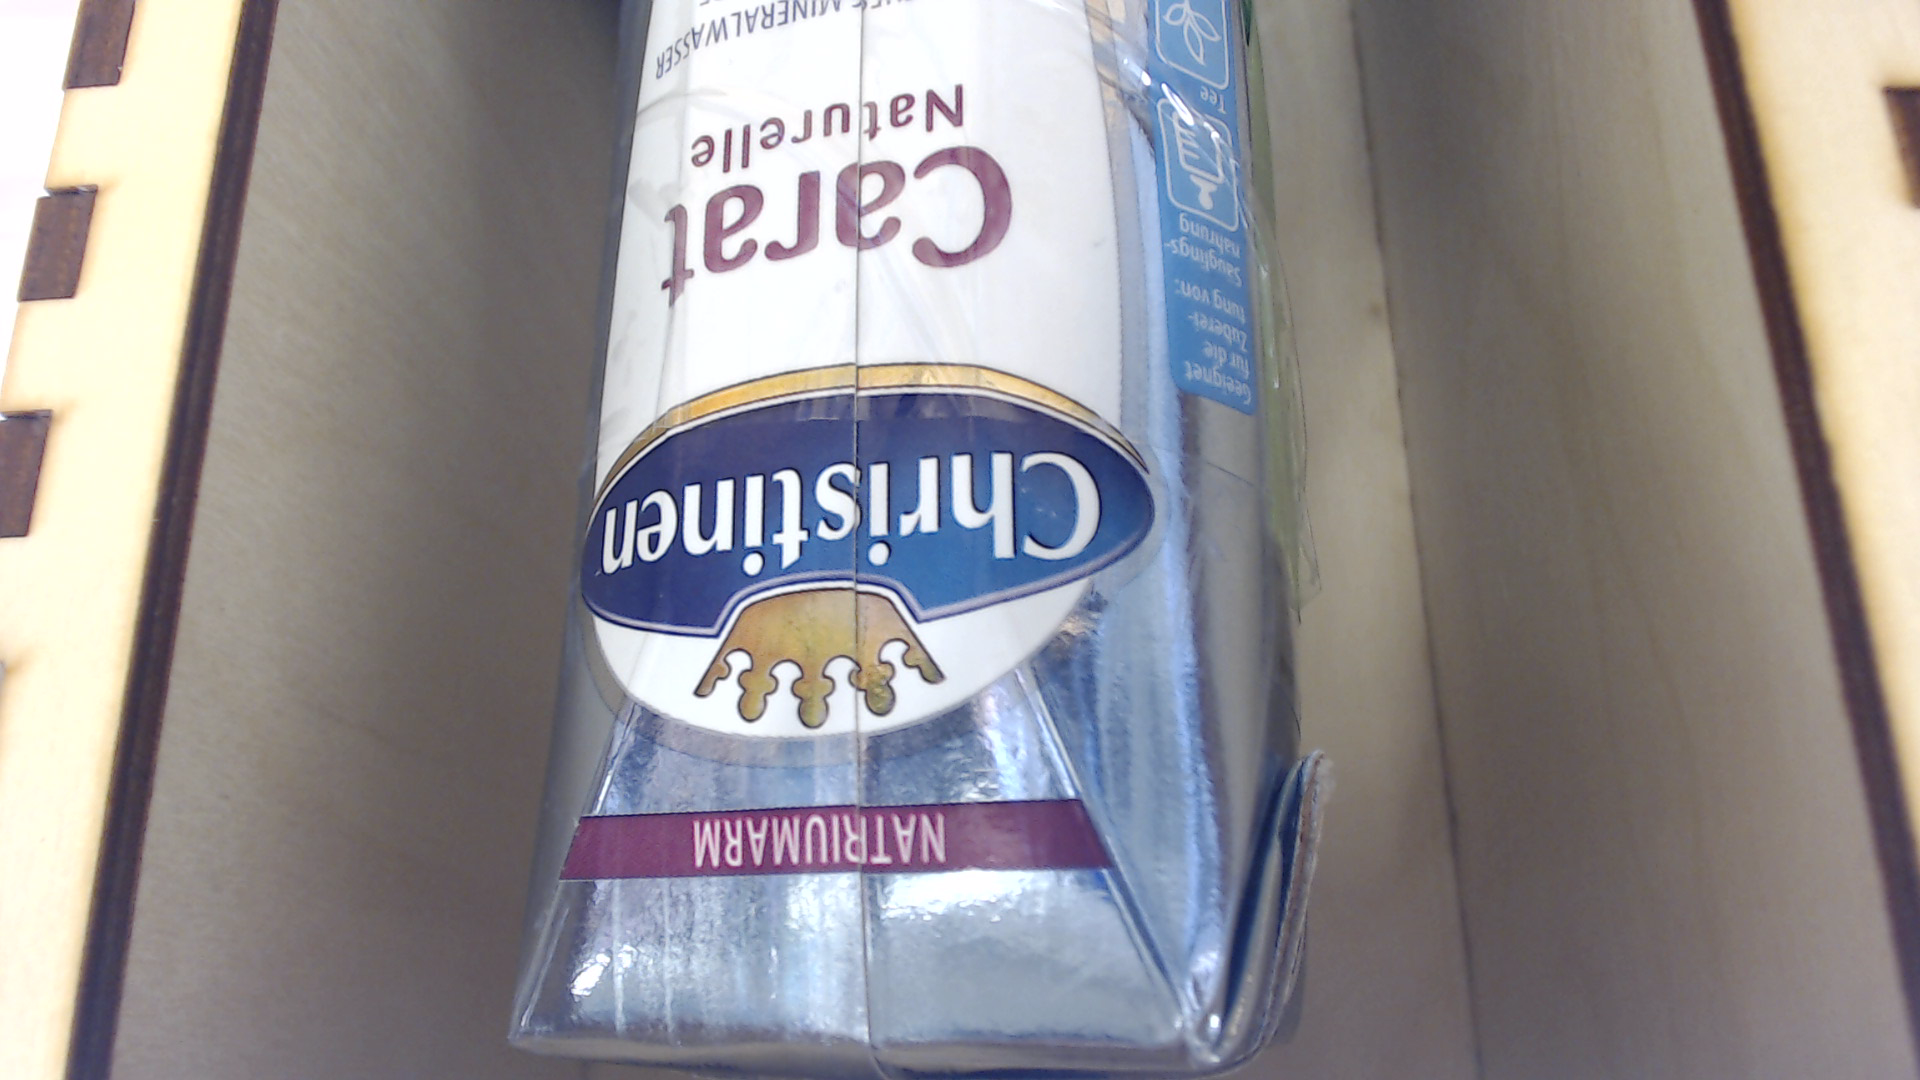 NATRIUMARM
Christinen
Carat
Naturelle
MINERALWASSER
Geeignet
für die
Zuberei-
tung von:
Säuglings-
nahrung
Tee